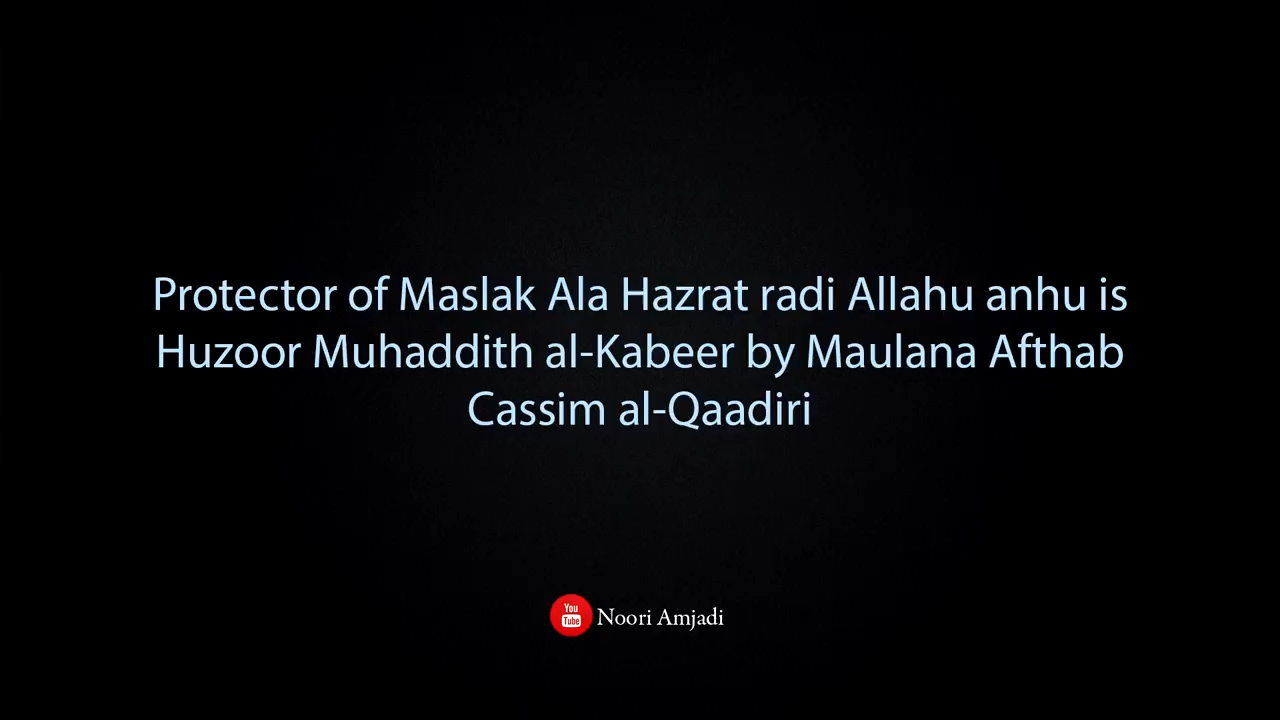 Protector of Maslak Ala Hazrat radi Allahu anhu is
Huzoor Muhaddith al-Kabeer by Maulana Afthab
Cassim al-Qaadiri
You
Tube
Noori Amjadi